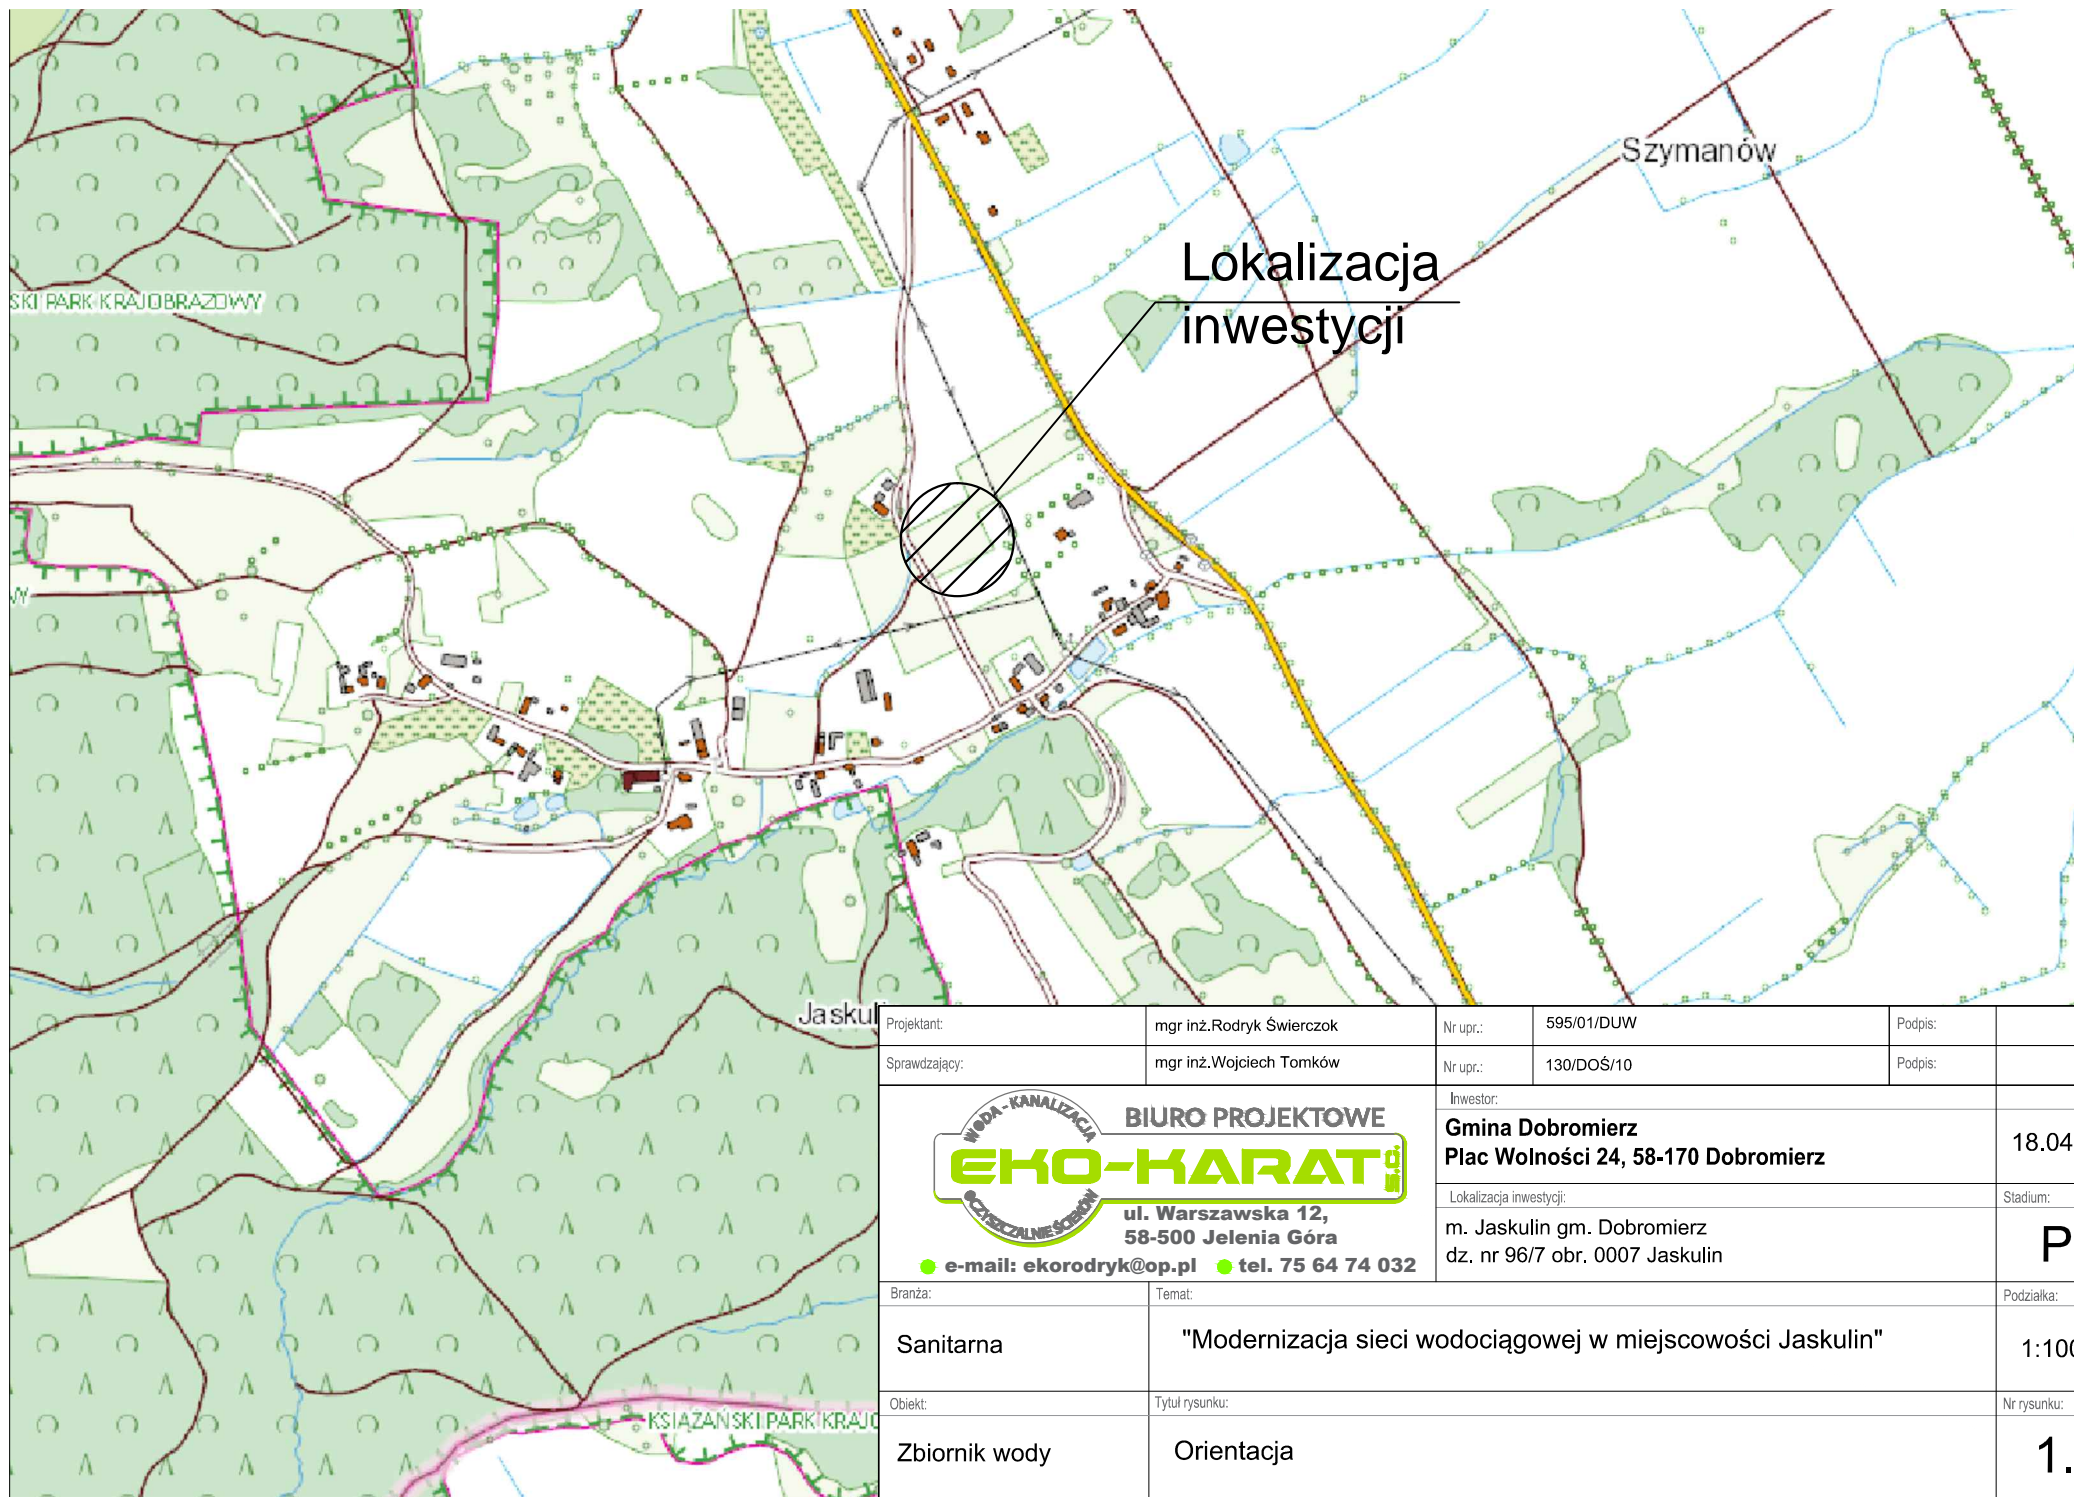 Szymanów
Lokalizacja
inwestycji
SKI PARK KRAJOBRAZOWY
Projektant:
mgr inż.Rodryk Świerczok
Nr upr.:
595/01/DUW
Podpis:
Sprawdzający:
mgr inż.Wojciech Tomków
Nr upr.:
130/DOŚ/10
Podpis:
WODA - KANALIZACJA
BIURO PROJEKTOWE
EKO-KARAT s.c.
OCZYSZCZALNIE ŚCIEKÓW
ul. Warszawska 12,
58-500 Jelenia Góra
e-mail: ekorodryk@op.pl tel. 75 64 74 032
Inwestor:
Gmina Dobromierz
Plac Wolności 24, 58-170 Dobromierz
18.04
Lokalizacja inwestycji:
m. Jaskulin gm. Dobromierz
dz. nr 96/7 obr. 0007 Jaskulin
Stadium:
P
Branża:
Sanitarna
Temat:
"Modernizacja sieci wodociągowej w miejscowości Jaskulin"
Podziałka:
1:100
Obiekt:
Zbiornik wody
Tytuł rysunku:
Orientacja
Nr rysunku:
1.
Jaskul
KSIĄŻAŃSKI PARK KRAJO